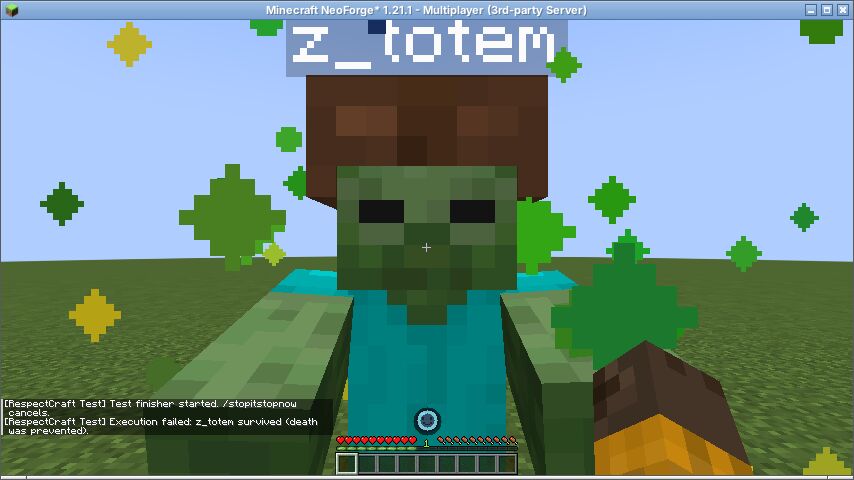 Minecraft NeoForge* 1.21.1 - Multiplayer (3rd-party Server)
z_totem
[RespectCraft Test] Test finisher started. /stopitstopnow
cancels.
[RespectCraft Test] Execution failed: z_totem survived (death
was prevented).
1